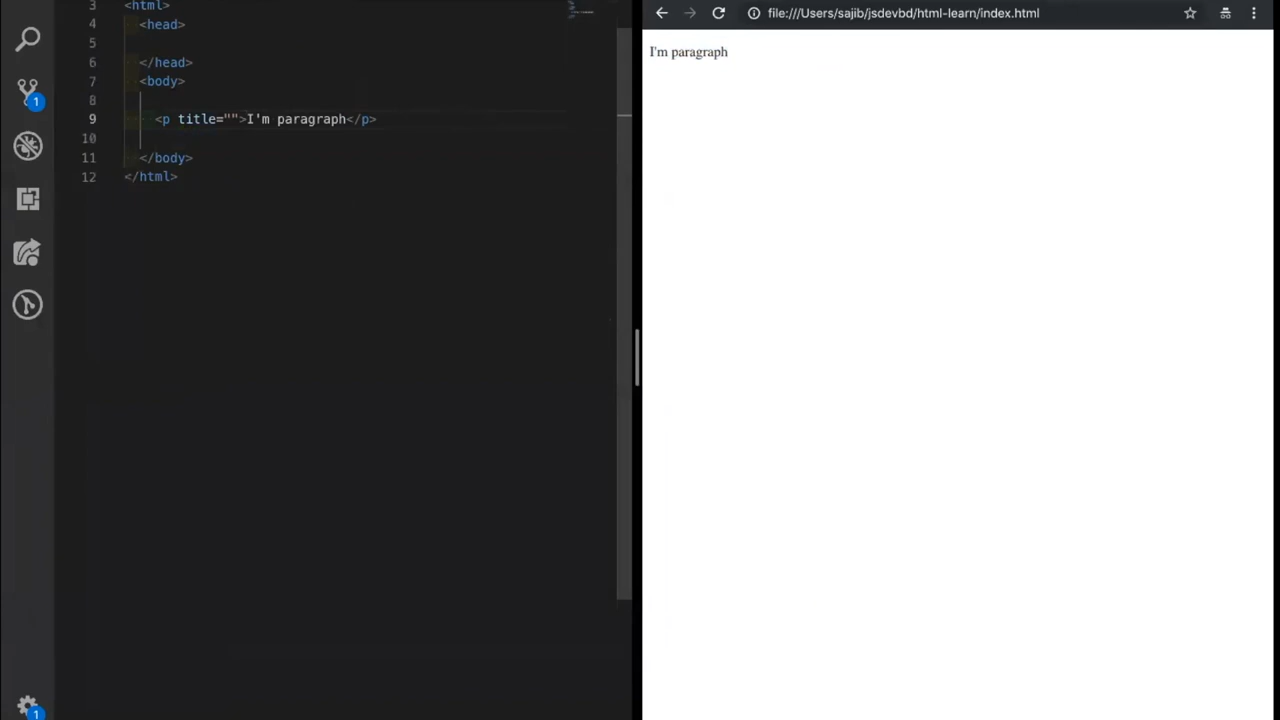 3 <html>
4 <head>
5
6 </head>
7 <body>
8
9 <p title="">I'm paragraph</p>
10
11 </body>
12 </html>
1
1
file:///Users/sajib/jsdevbd/html-learn/index.html
I'm paragraph